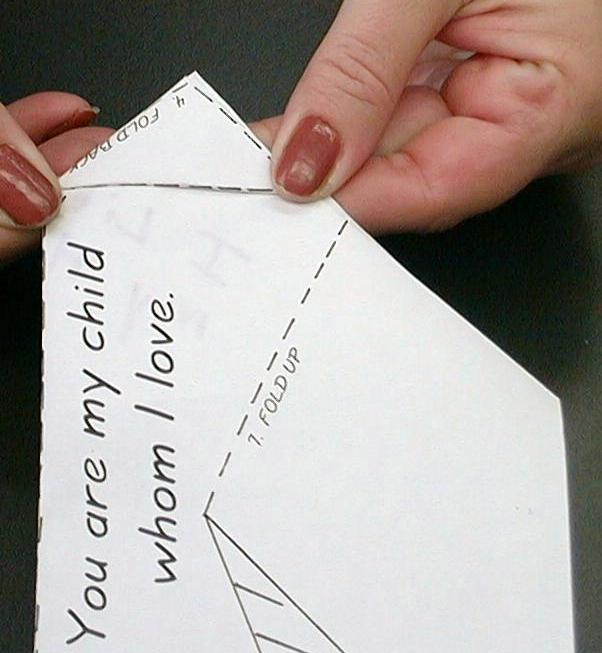 4. FOLD BACK
You are my child
whom I love.
7. FOLD UP